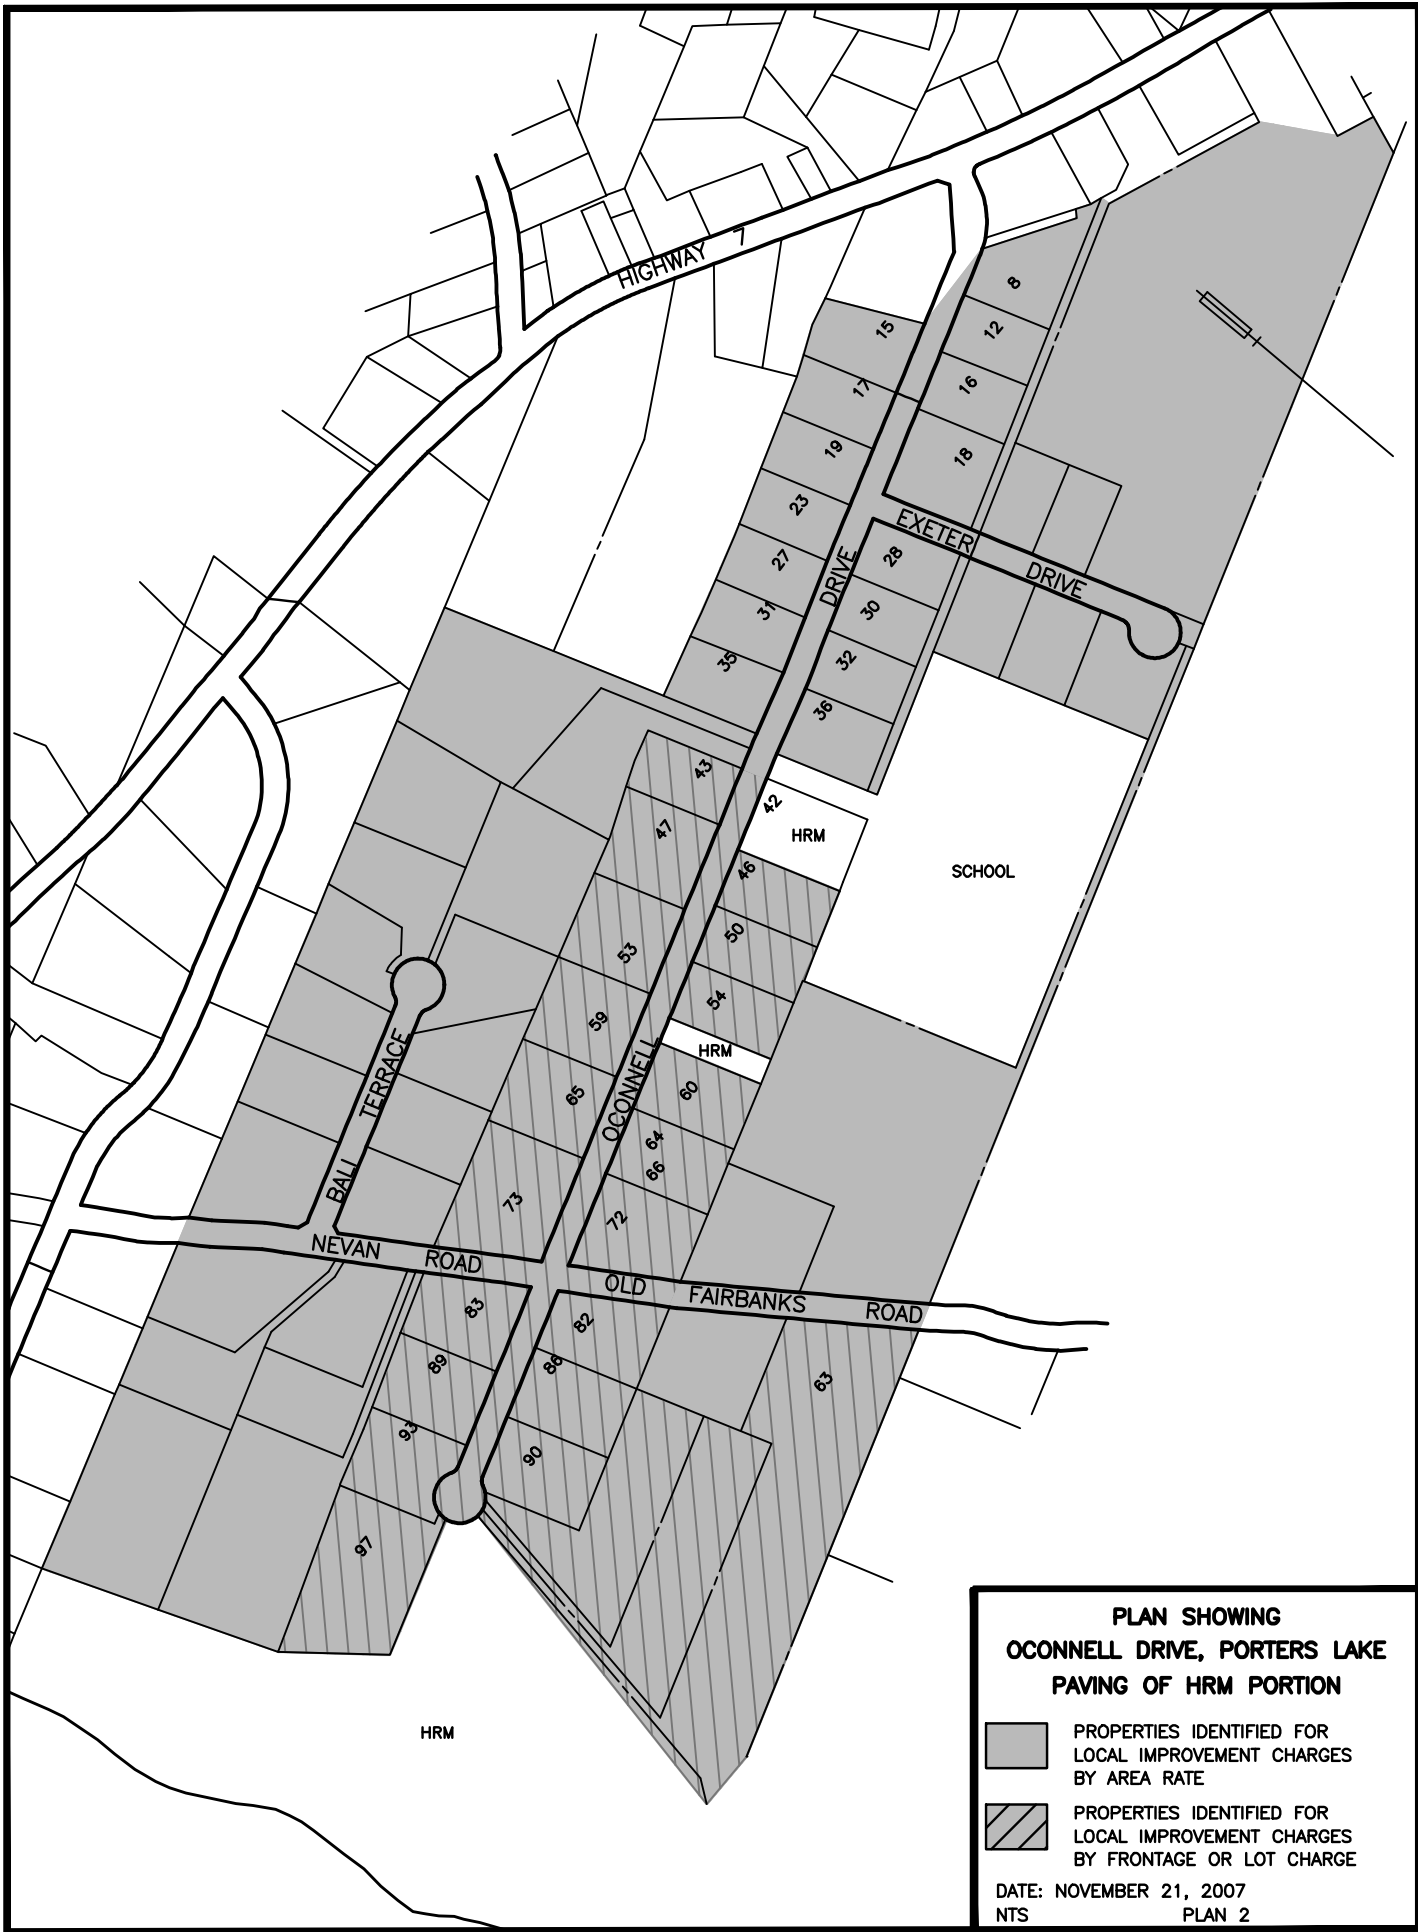 HIGHWAY 7
8
15
12
17
16
19
18
23
EXETER DRIVE
27
28
DRIVE
31
30
35
32
36
43
42
47
HRM
46
SCHOOL
50
53
54
59
OCONNELL
HRM
65
60
64
66
BALL TERRACE
73
72
NEVAN ROAD
OLD FAIRBANKS ROAD
83
82
89
86
63
93
90
97
HRM
PLAN SHOWING
OCONNELL DRIVE, PORTERS LAKE
PAVING OF HRM PORTION
PROPERTIES IDENTIFIED FOR
LOCAL IMPROVEMENT CHARGES
BY AREA RATE
PROPERTIES IDENTIFIED FOR
LOCAL IMPROVEMENT CHARGES
BY FRONTAGE OR LOT CHARGE
DATE: NOVEMBER 21, 2007
NTS PLAN 2